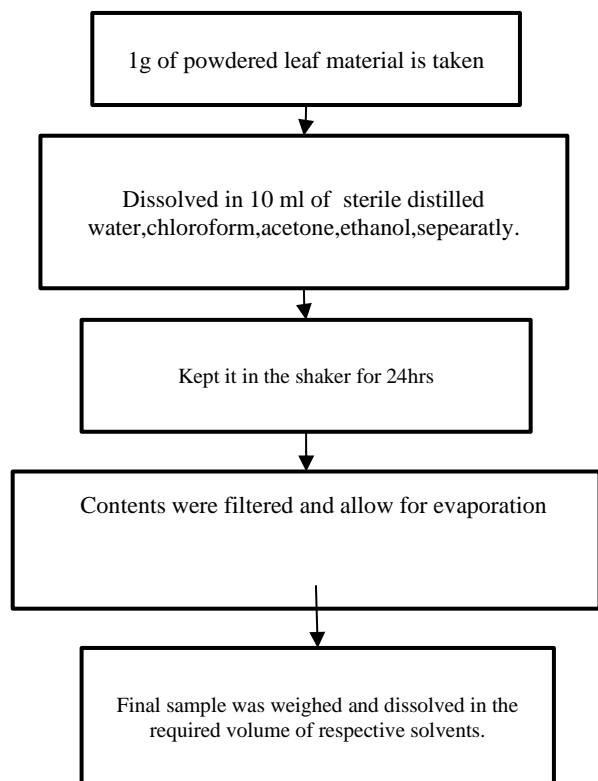 1g of powdered leaf material is taken
Dissolved in 10 ml of sterile distilled
water,chloroform,acetone,ethanol,sepearatly.
Kept it in the shaker for 24hrs
Contents were filtered and allow for evaporation
Final sample was weighed and dissolved in the
required volume of respective solvents.